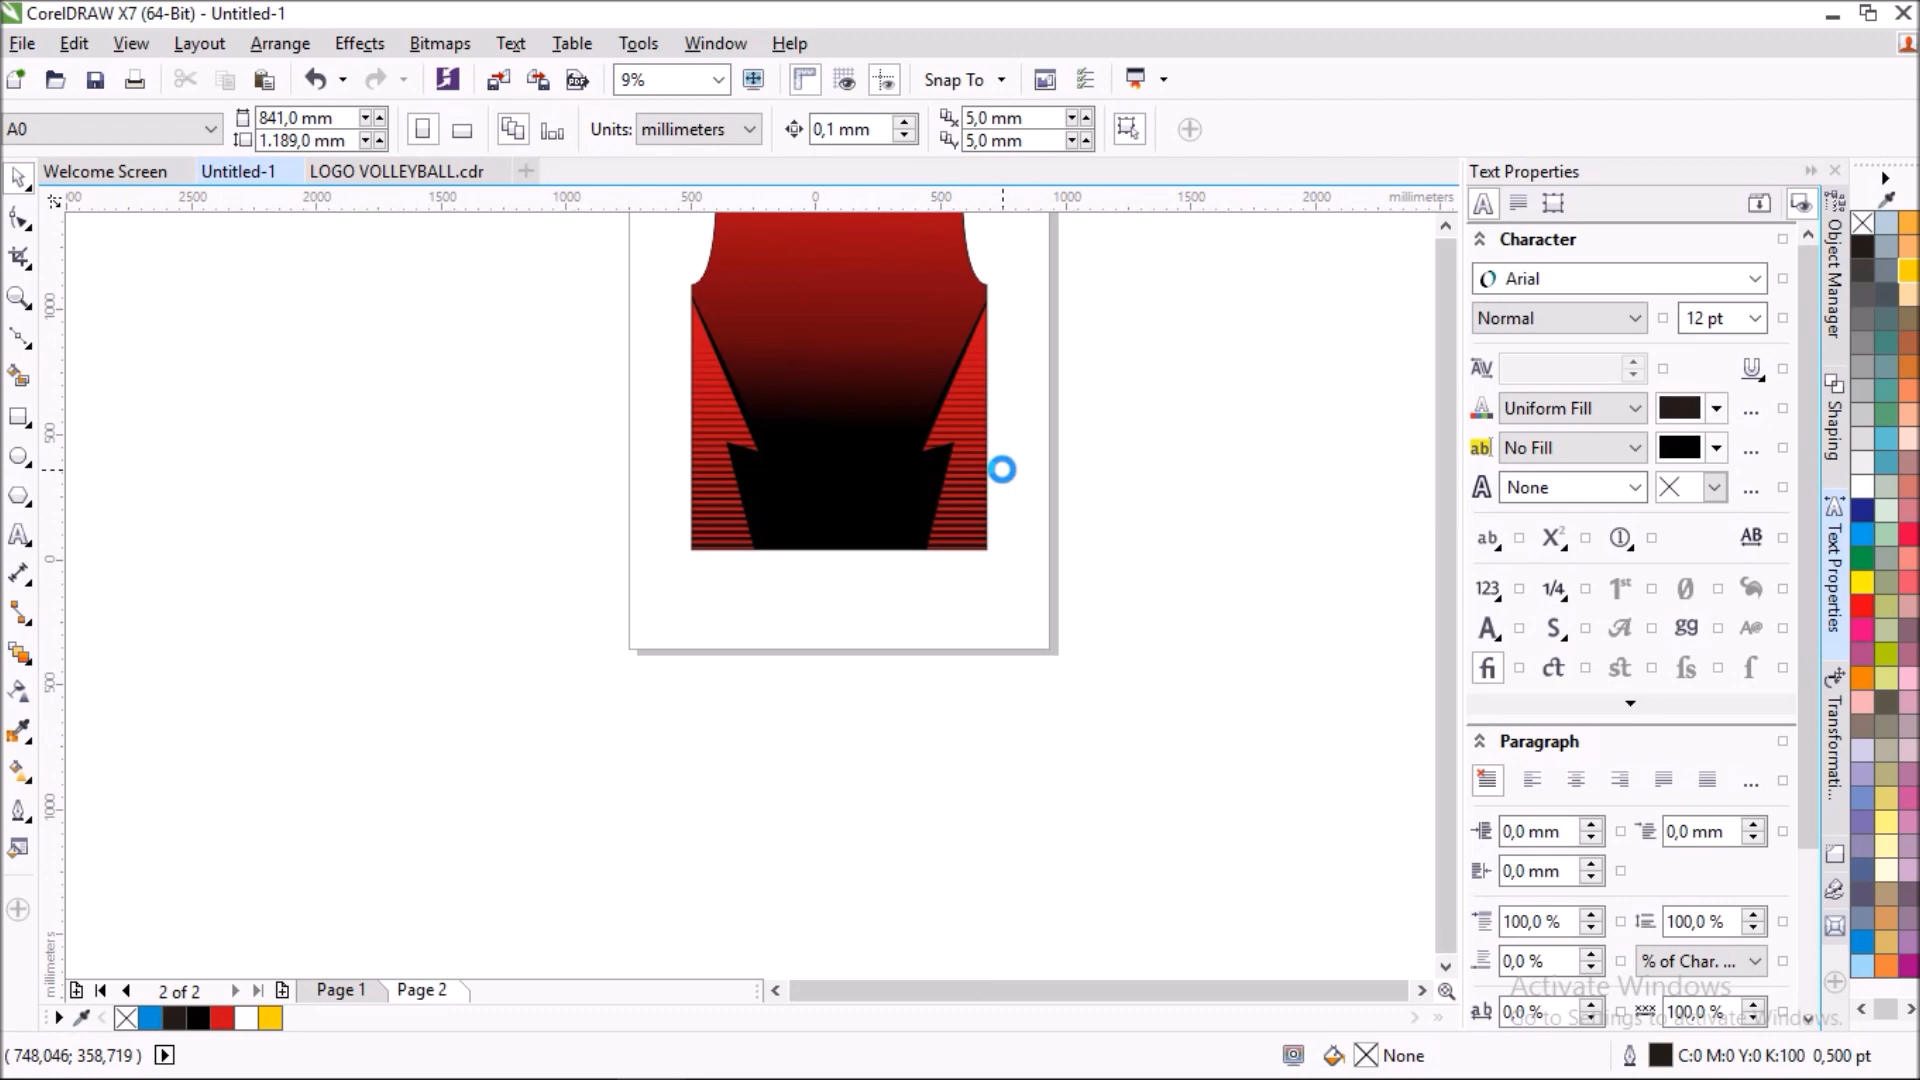 CorelDRAW X7 (64-Bit) - Untitled-1
File Edit View Layout Arrange Effects Bitmaps Text Table Tools Window Help
9% Snap To
A0 841,0 mm 1.189,0 mm Units: millimeters 0,1 mm 5,0 mm 5,0 mm
Welcome Screen Untitled-1 LOGO VOLLEYBALL.cdr
Text Properties
2500 2000 1500 1000 500 0 500 1000 1500 2000 millimeters
1000
500
0
500
1000
millimeters
Character
Arial
Normal 12 pt
Uniform Fill
No Fill
None
Paragraph
0,0 mm 0,0 mm
0,0 mm
100,0 % 100,0 %
0,0 % % of Char. ...
0,0 % 100,0 %
Object Manager
Shaping
Text Properties
Transformati...
Activate Windows
Go to Settings to activate Windows.
2 of 2 Page 1 Page 2
( 748,046; 358,719 ) None C:0 M:0 Y:0 K:100 0,500 pt